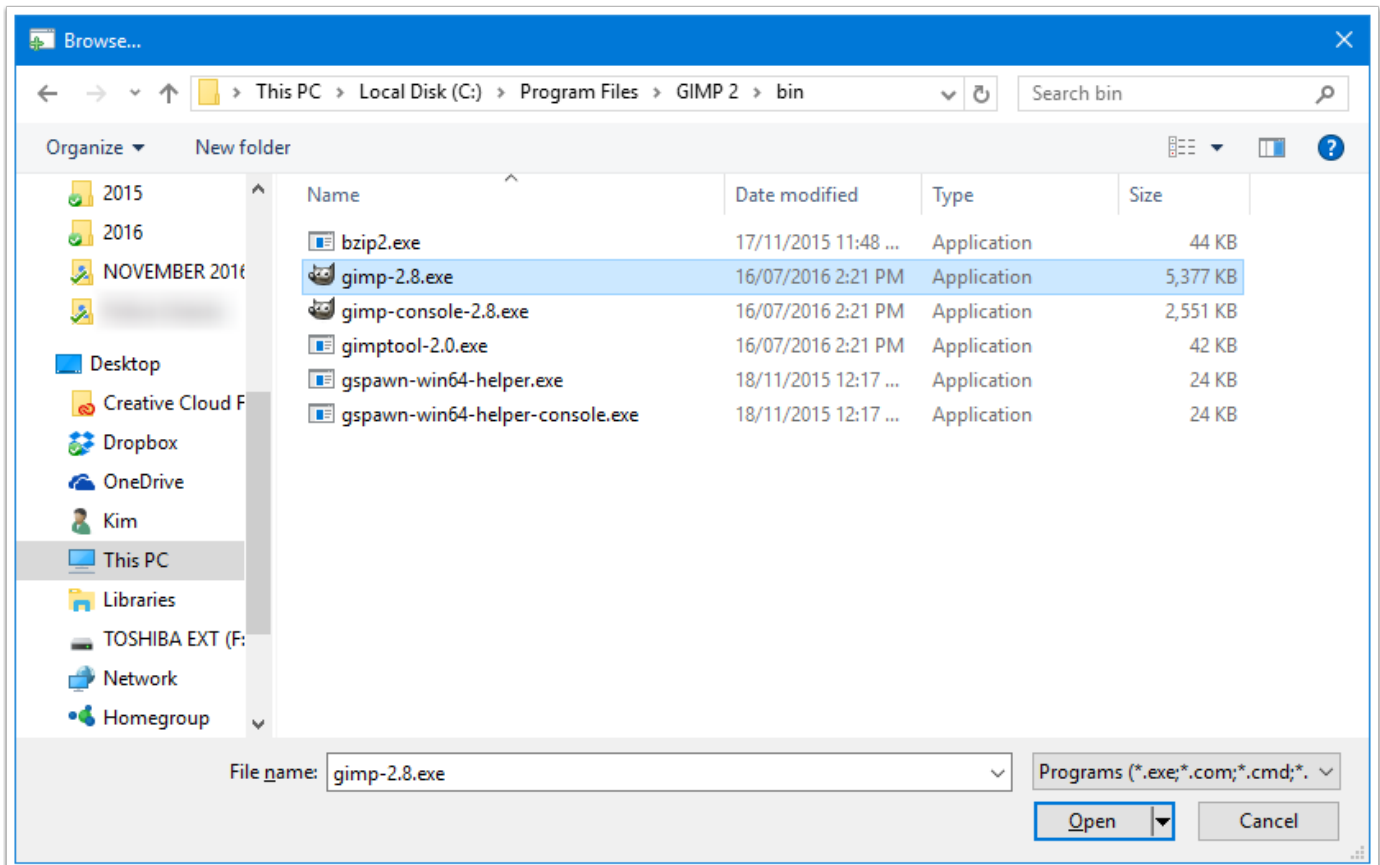 Browse...
This PC > Local Disk (C:) > Program Files > GIMP 2 > bin
Search bin
Organize
New folder
Name Date modified Type Size
bzip2.exe 17/11/2015 11:48 ... Application 44 KB
gimp-2.8.exe 16/07/2016 2:21 PM Application 5,377 KB
gimp-console-2.8.exe 16/07/2016 2:21 PM Application 2,551 KB
gimptool-2.0.exe 16/07/2016 2:21 PM Application 42 KB
gspawn-win64-helper.exe 18/11/2015 12:17 ... Application 24 KB
gspawn-win64-helper-console.exe 18/11/2015 12:17 ... Application 24 KB
2015
2016
NOVEMBER 2016
Desktop
Creative Cloud F
Dropbox
OneDrive
Kim
This PC
Libraries
TOSHIBA EXT (F:
Network
Homegroup
File name: gimp-2.8.exe
Programs (*.exe;*.com;*.cmd;*.
Open
Cancel